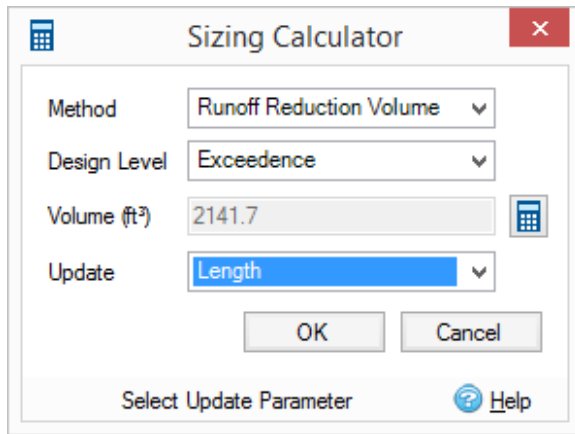 Sizing Calculator
Method Runoff Reduction Volume
Design Level Exceedence
Volume (ft³) 2141.7
Update Length
OK Cancel
Select Update Parameter Help